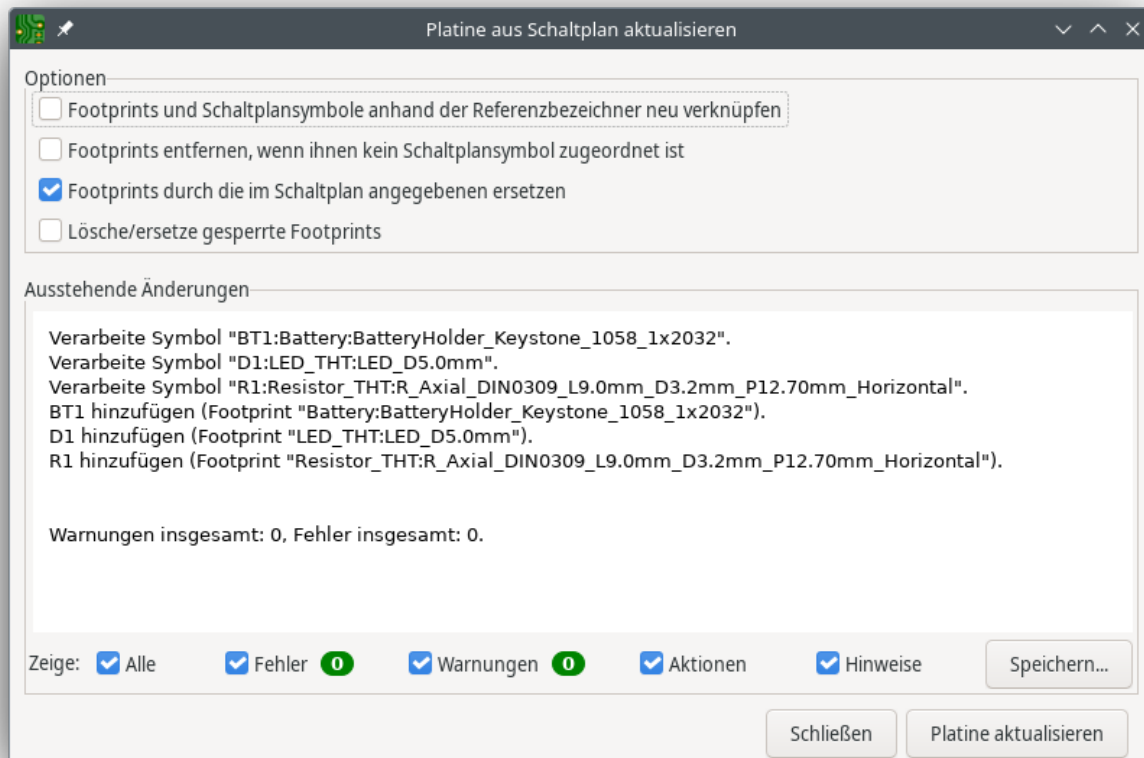 Platine aus Schaltplan aktualisieren
Optionen
Footprints und Schaltplansymbole anhand der Referenzbezeichner neu verknüpfen
Footprints entfernen, wenn ihnen kein Schaltplansymbol zugeordnet ist
Footprints durch die im Schaltplan angegebenen ersetzen
Lösche/ersetze gesperrte Footprints
Ausstehende Änderungen
Verarbeite Symbol "BT1:Battery:BatteryHolder_Keystone_1058_1x2032".
Verarbeite Symbol "D1:LED_THT:LED_D5.0mm".
Verarbeite Symbol "R1:Resistor_THT:R_Axial_DIN0309_L9.0mm_D3.2mm_P12.70mm_Horizontal".
BT1 hinzufügen (Footprint "Battery:BatteryHolder_Keystone_1058_1x2032").
D1 hinzufügen (Footprint "LED_THT:LED_D5.0mm").
R1 hinzufügen (Footprint "Resistor_THT:R_Axial_DIN0309_L9.0mm_D3.2mm_P12.70mm_Horizontal").
Warnungen insgesamt: 0, Fehler insgesamt: 0.
Zeige: Alle Fehler 0 Warnungen 0 Aktionen Hinweise Speichern...
Schließen Platine aktualisieren